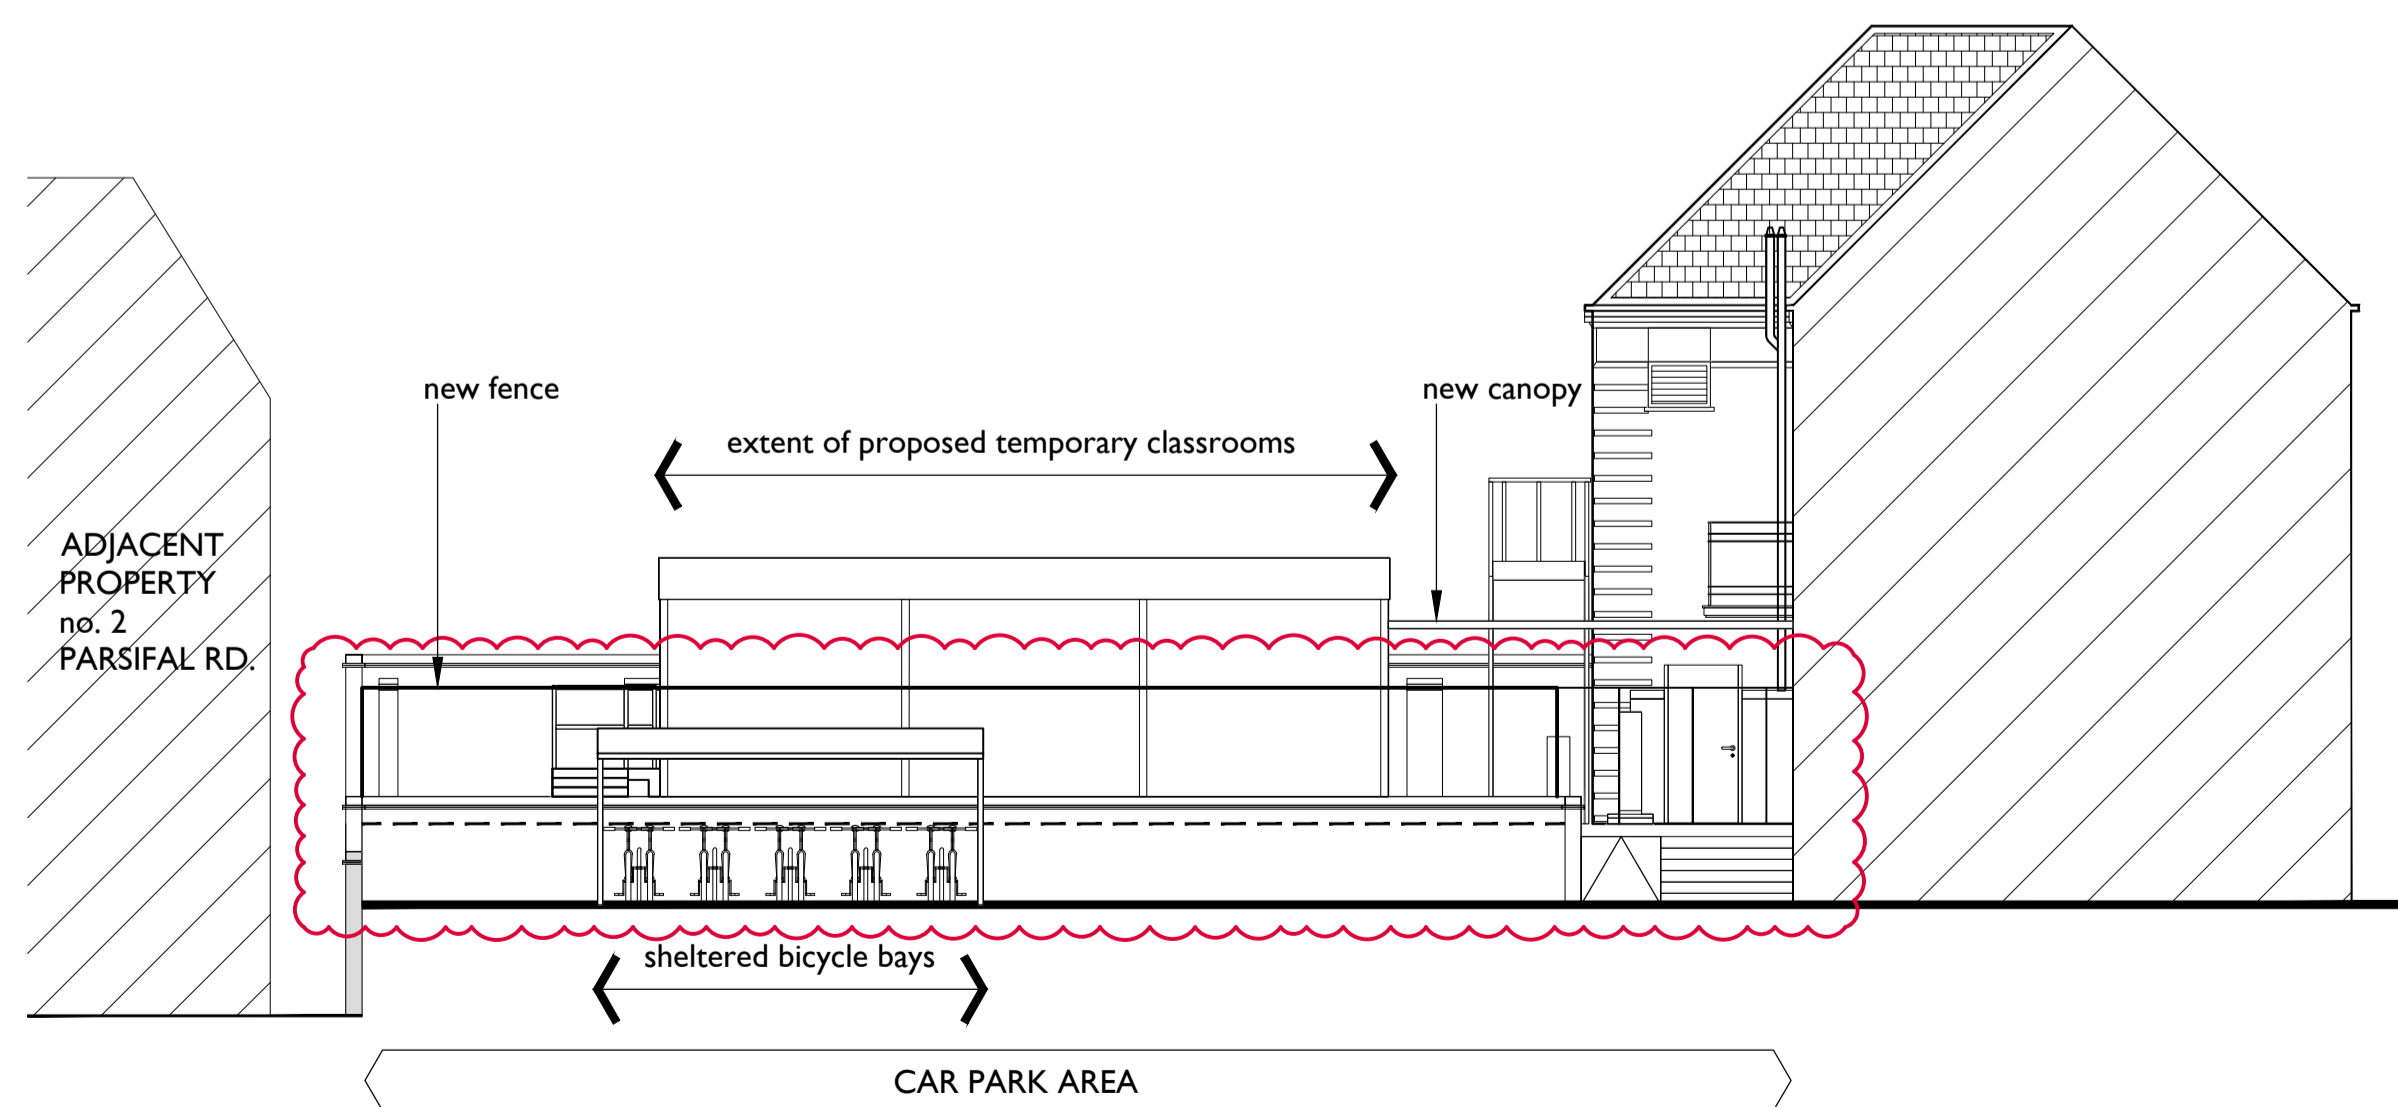 new fence
new canopy
extent of proposed temporary classrooms
ADJACENT
PROPERTY
no. 2
PARSIFAL RD.
sheltered bicycle bays
CAR PARK AREA